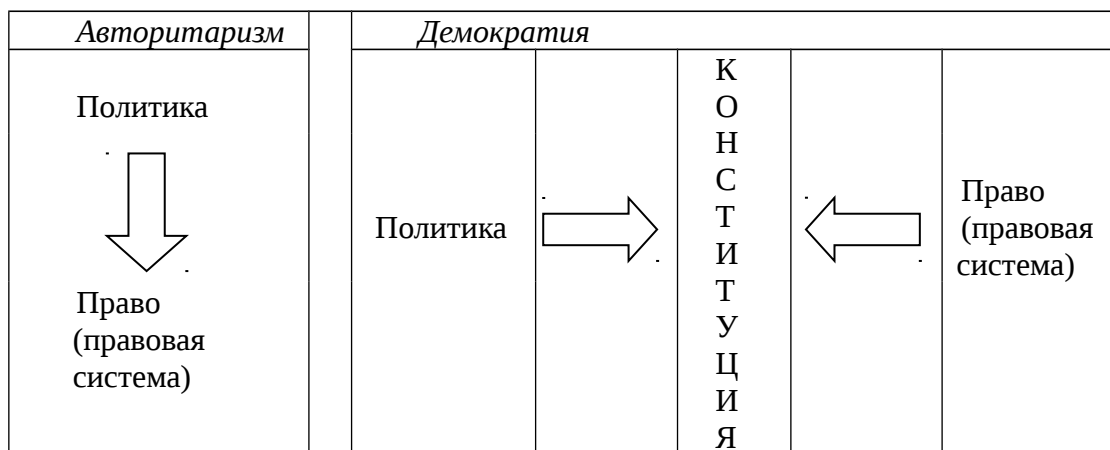 Авторитаризм
Демократия
Политика
Право
(правовая
система)
Политика
К
О
Н
С
Т
И
Т
У
Ц
И
Я
Право
(правовая
система)